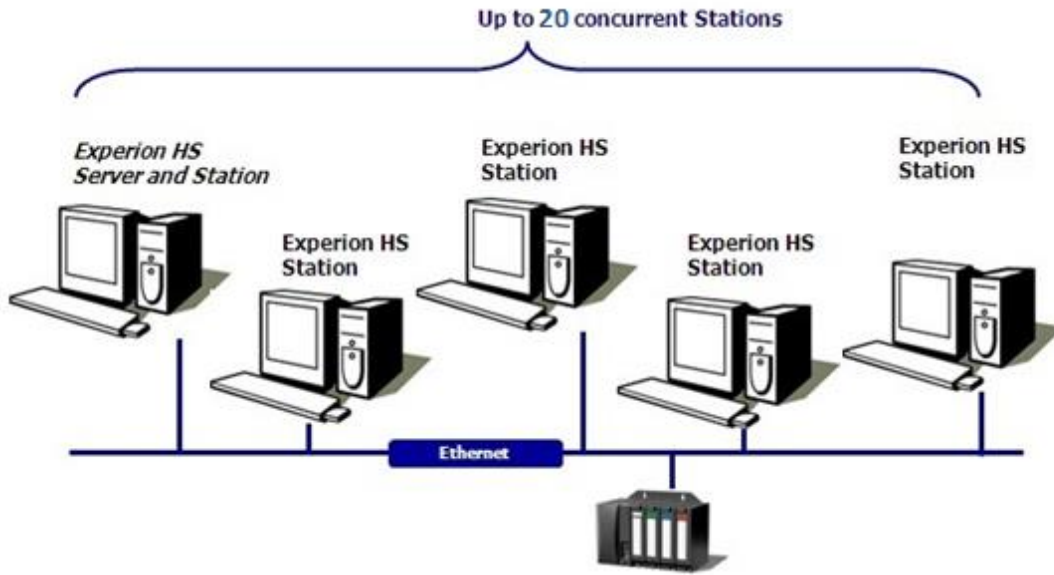 Up to 20 concurrent Stations
Experion HS
Server and Station
Experion HS
Station
Experion HS
Station
Experion HS
Station
Experion HS
Station
Ethernet